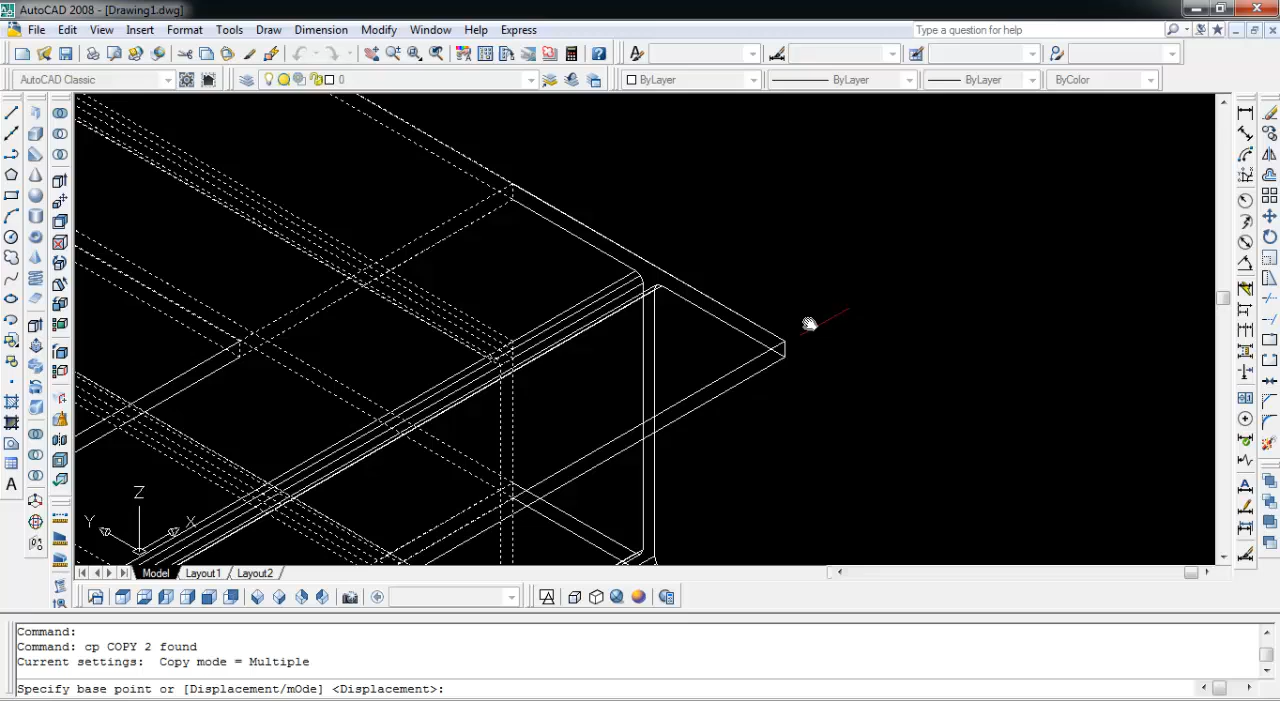 AutoCAD 2008 - [Drawing1.dwg]
File Edit View Insert Format Tools Draw Dimension Modify Window Help Express
Type a question for help
AutoCAD Classic
0
ByLayer
ByLayer
ByLayer
ByColor
A
Z
Y
X
Model Layout1 Layout2
Command:
Command: cp COPY 2 found
Current settings:  Copy mode = Multiple
Specify base point or [Displacement/mOde] <Displacement>: